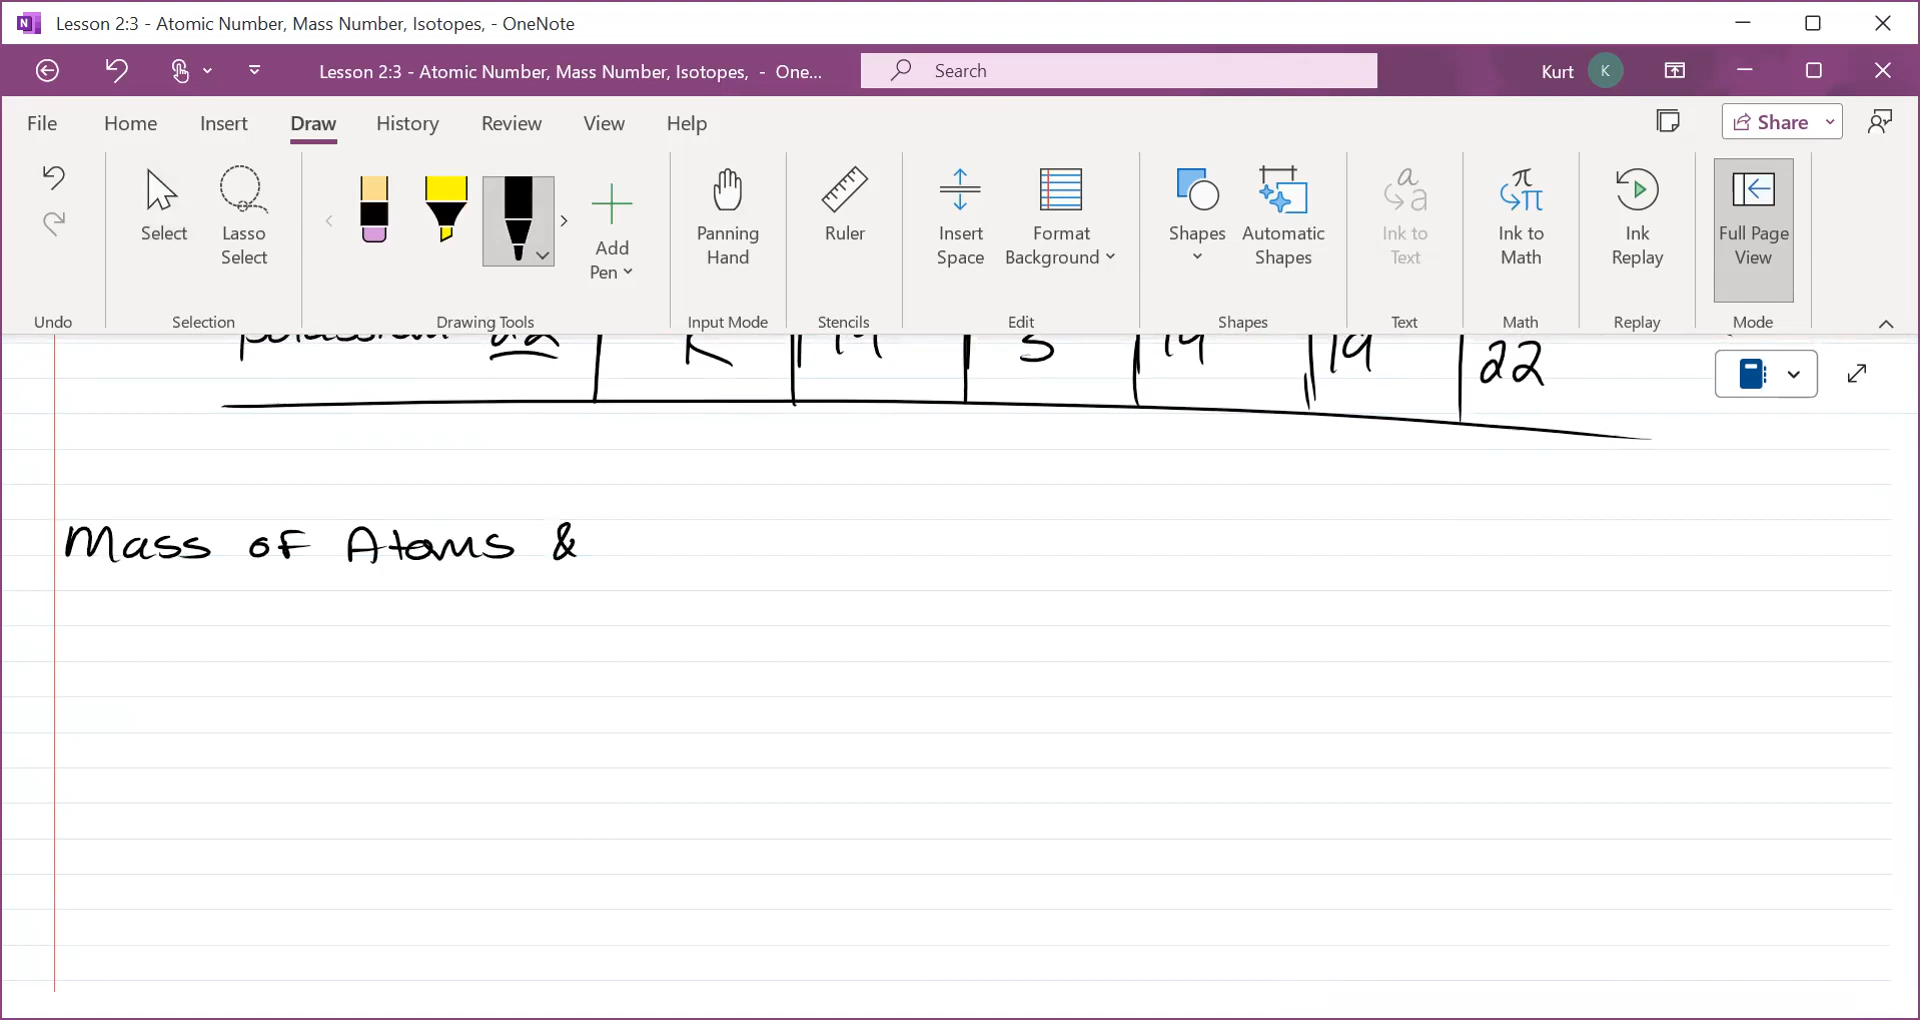 Lesson 2:3 - Atomic Number, Mass Number, Isotopes, - OneNote
Lesson 2:3 - Atomic Number, Mass Number, Isotopes, - One...
Search
Kurt
K
File Home Insert Draw History Review View Help
Share
Select
Lasso Select
Add Pen
Panning Hand
Ruler
Insert Space
Format Background
Shapes
Automatic Shapes
Ink to Text
Ink to Math
Ink Replay
Full Page View
Undo Selection Drawing Tools Input Mode Stencils Edit Shapes Text Math Replay Mode
K 19 19 19 22
Mass of Atoms &